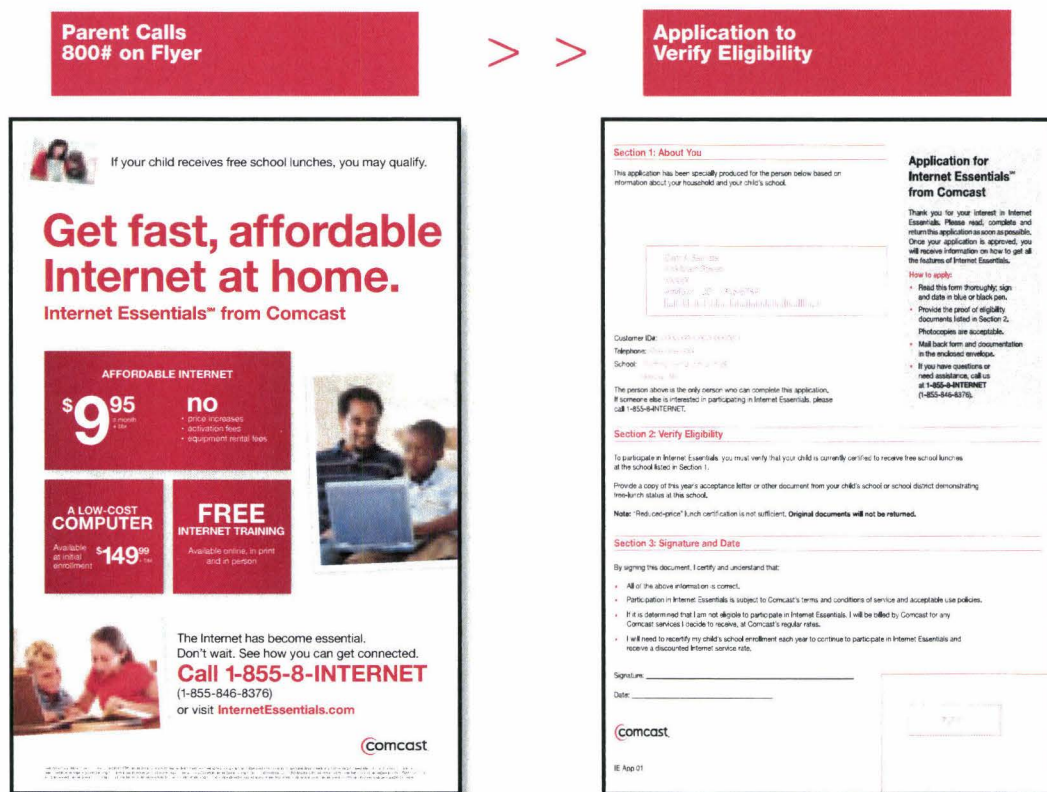 Parent Calls
800# on Flyer
> >
Application to
Verify Eligibility
If your child receives free school lunches, you may qualify.
Get fast, affordable
Internet at home.
Internet Essentials℠ from Comcast
AFFORDABLE INTERNET
$9.95
a month
+ tax
no
• price increases
• activation fees
• equipment rental fees
A LOW-COST
COMPUTER
Available
at initial
enrollment
$149.99
+ tax
FREE
INTERNET TRAINING
Available online, in print
and in person
The Internet has become essential.
Don't wait. See how you can get connected.
Call 1-855-8-INTERNET
(1-855-846-8376)
or visit InternetEssentials.com
comcast
Section 1: About You
This application has been specially produced for the person below based on
information about your household and your child's school.
Customer ID#:
Telephone:
School:
The person above is the only person who can complete this application.
If someone else is interested in participating in Internet Essentials, please
call 1-855-8-INTERNET.
Application for
Internet Essentials℠
from Comcast
Thank you for your interest in Internet
Essentials. Please read, complete and
return this application as soon as possible.
Once your application is approved, you
will receive information on how to get all
the features of Internet Essentials.
How to apply:
• Read this form thoroughly; sign
and date in blue or black pen.
• Provide the proof of eligibility
documents listed in Section 2.
Photocopies are acceptable.
• Mail back form and documentation
in the enclosed envelope.
• If you have questions or
need assistance, call us
at 1-855-8-INTERNET
(1-855-846-8376).
Section 2: Verify Eligibility
To participate in Internet Essentials, you must verify that your child is currently certified to receive free school lunches
at the school listed in Section 1.
Provide a copy of this year's acceptance letter or other document from your child's school or school district demonstrating
free-lunch status at this school.
Note: "Reduced-price" lunch certification is not sufficient. Original documents will not be returned.
Section 3: Signature and Date
By signing this document, I certify and understand that:
• All of the above information is correct.
• Participation in Internet Essentials is subject to Comcast's terms and conditions of service and acceptable use policies.
• If it is determined that I am not eligible to participate in Internet Essentials, I will be billed by Comcast for any
Comcast services I decide to receive, at Comcast's regular rates.
• I will need to recertify my child's school enrollment each year to continue to participate in Internet Essentials and
receive a discounted Internet service rate.
Signature:
Date:
comcast
IE App 01